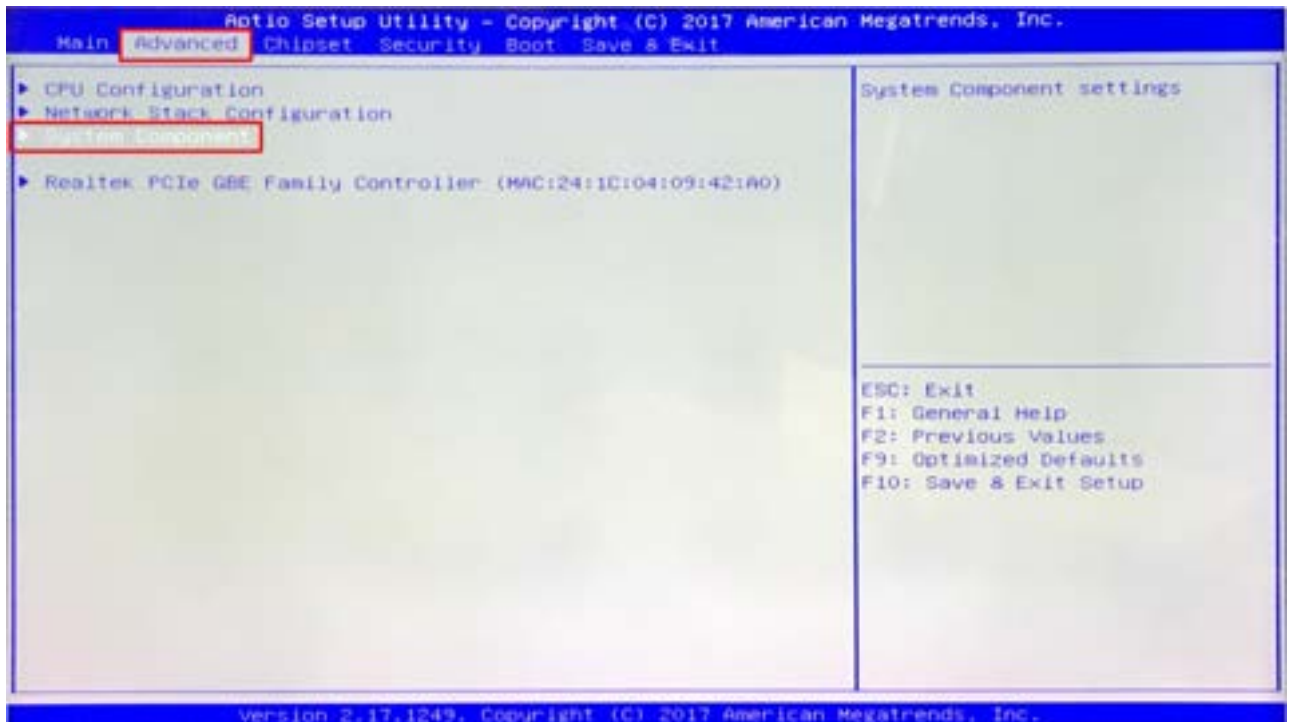 Aptio Setup Utility - Copyright (C) 2017 American Megatrends, Inc.
Main Advanced Chipset Security Boot Save & Exit
CPU Configuration
Network Stack Configuration
System Component
Realtek PCIe GBE Family Controller (MAC:24:1C:04:09:42:A0)
System Component settings
ESC: Exit
F1: General Help
F2: Previous Values
F9: Optimized Defaults
F10: Save & Exit Setup
Version 2.17.1249. Copyright (C) 2017 American Megatrends, Inc.